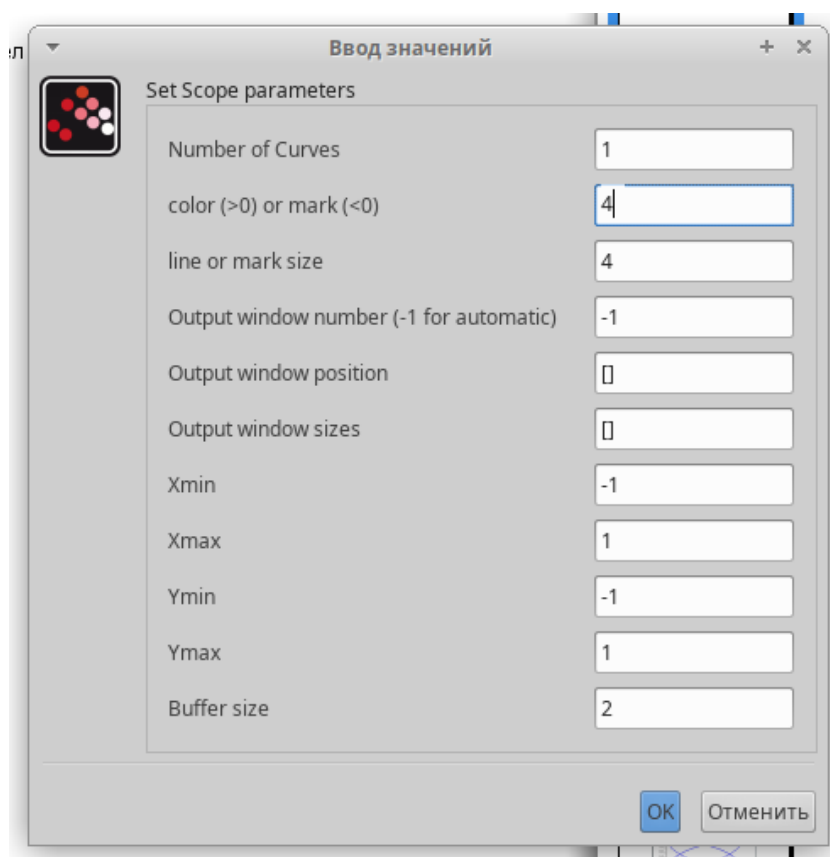 ел
Ввод значений
Set Scope parameters
Number of Curves 1
color (>0) or mark (<0) 4
line or mark size 4
Output window number (-1 for automatic) -1
Output window position []
Output window sizes []
Xmin -1
Xmax 1
Ymin -1
Ymax 1
Buffer size 2
OK Отменить